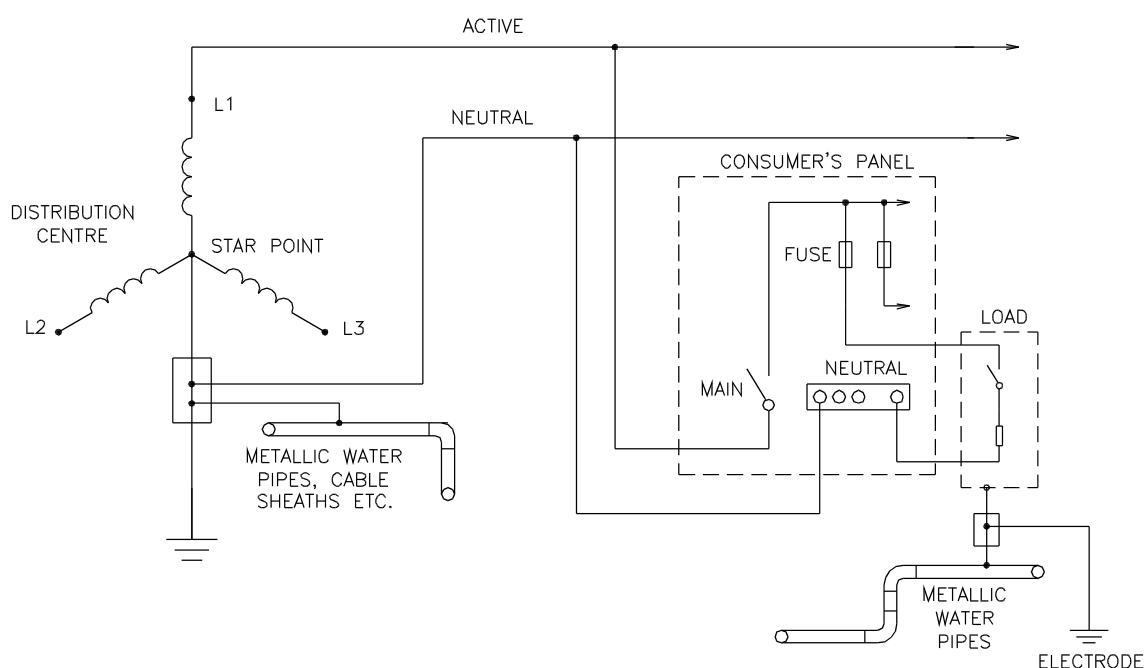 ACTIVE
L1
NEUTRAL
CONSUMER'S PANEL
DISTRIBUTION
CENTRE
STAR POINT
FUSE
L2
L3
LOAD
NEUTRAL
MAIN
METALLIC WATER
PIPES, CABLE
SHEATHS ETC.
METALLIC
WATER
PIPES
ELECTRODE